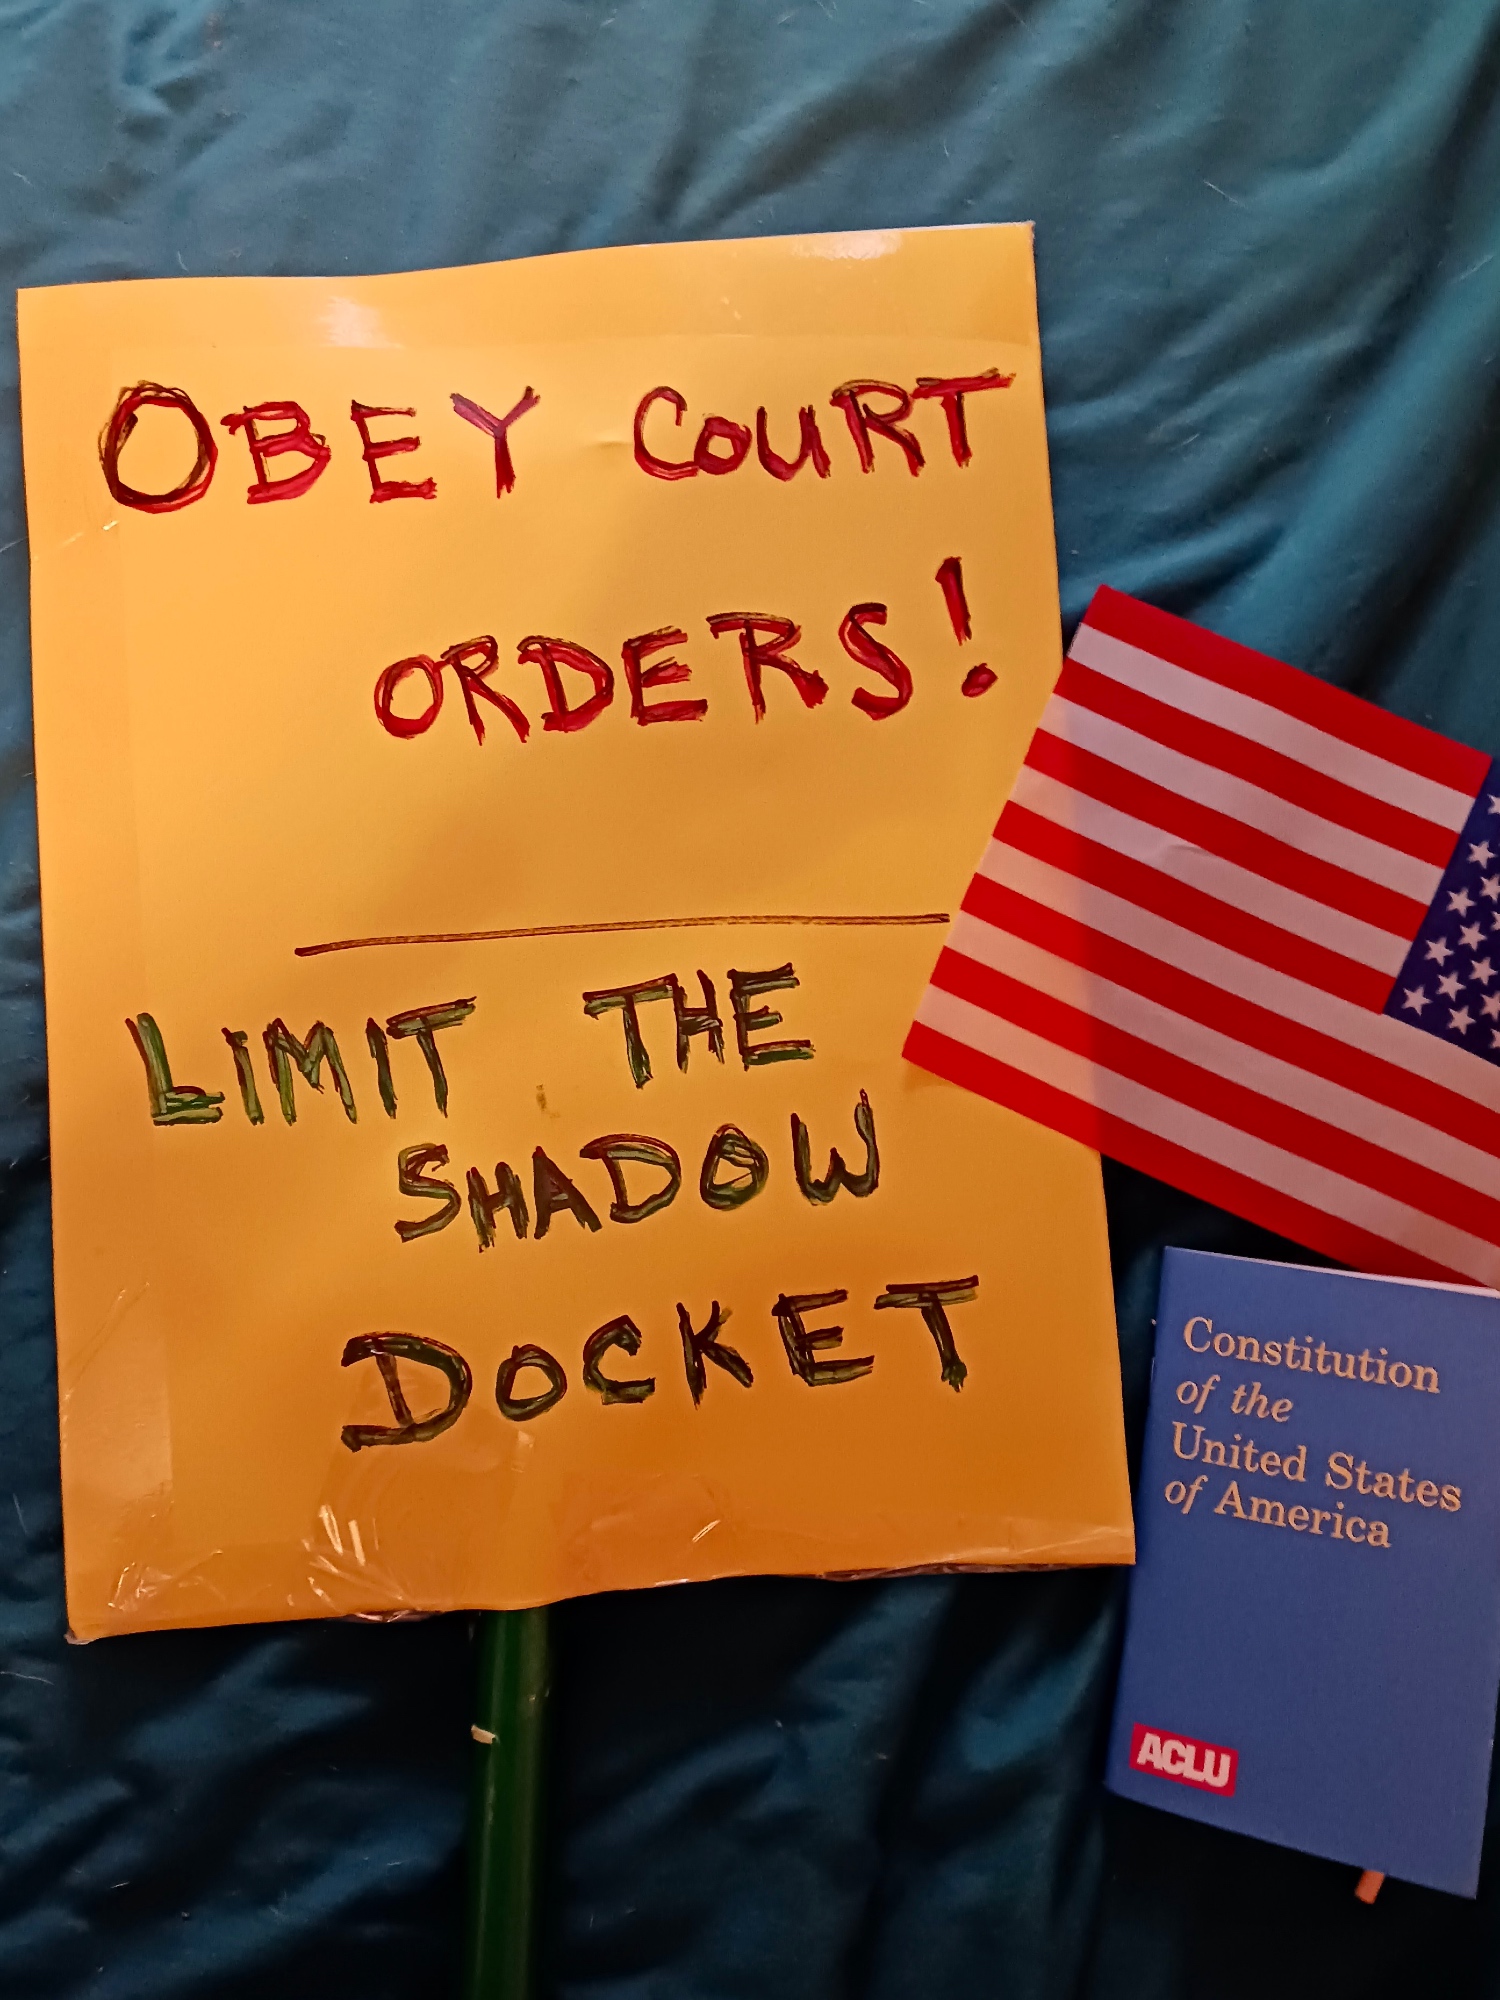 OBEY COURT
ORDERS!
LIMIT THE
SHADOW
DOCKET
Constitution
of the
United States
of America
ACLU